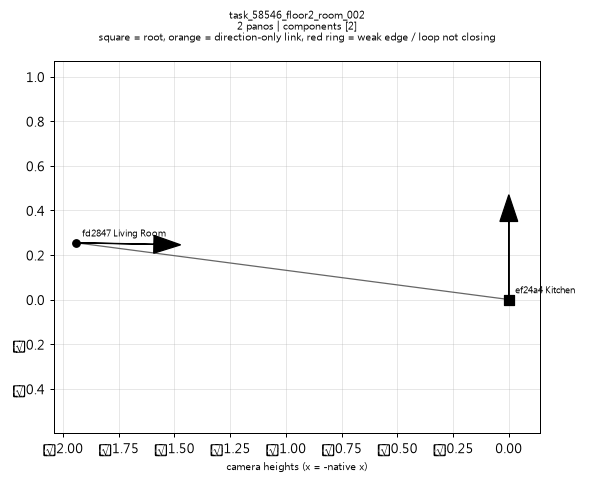 task_58546_floor2_room_002
2 panos | components [2]
square = root, orange = direction-only link, red ring = weak edge / loop not closing
1.0
0.8
0.6
0.4
0.2
0.0
0.2
0.4
fd2847 Living Room
ef24a4 Kitchen
2.00 1.75 1.50 1.25 1.00 0.75 0.50 0.25 0.00
camera heights (x = -native x)